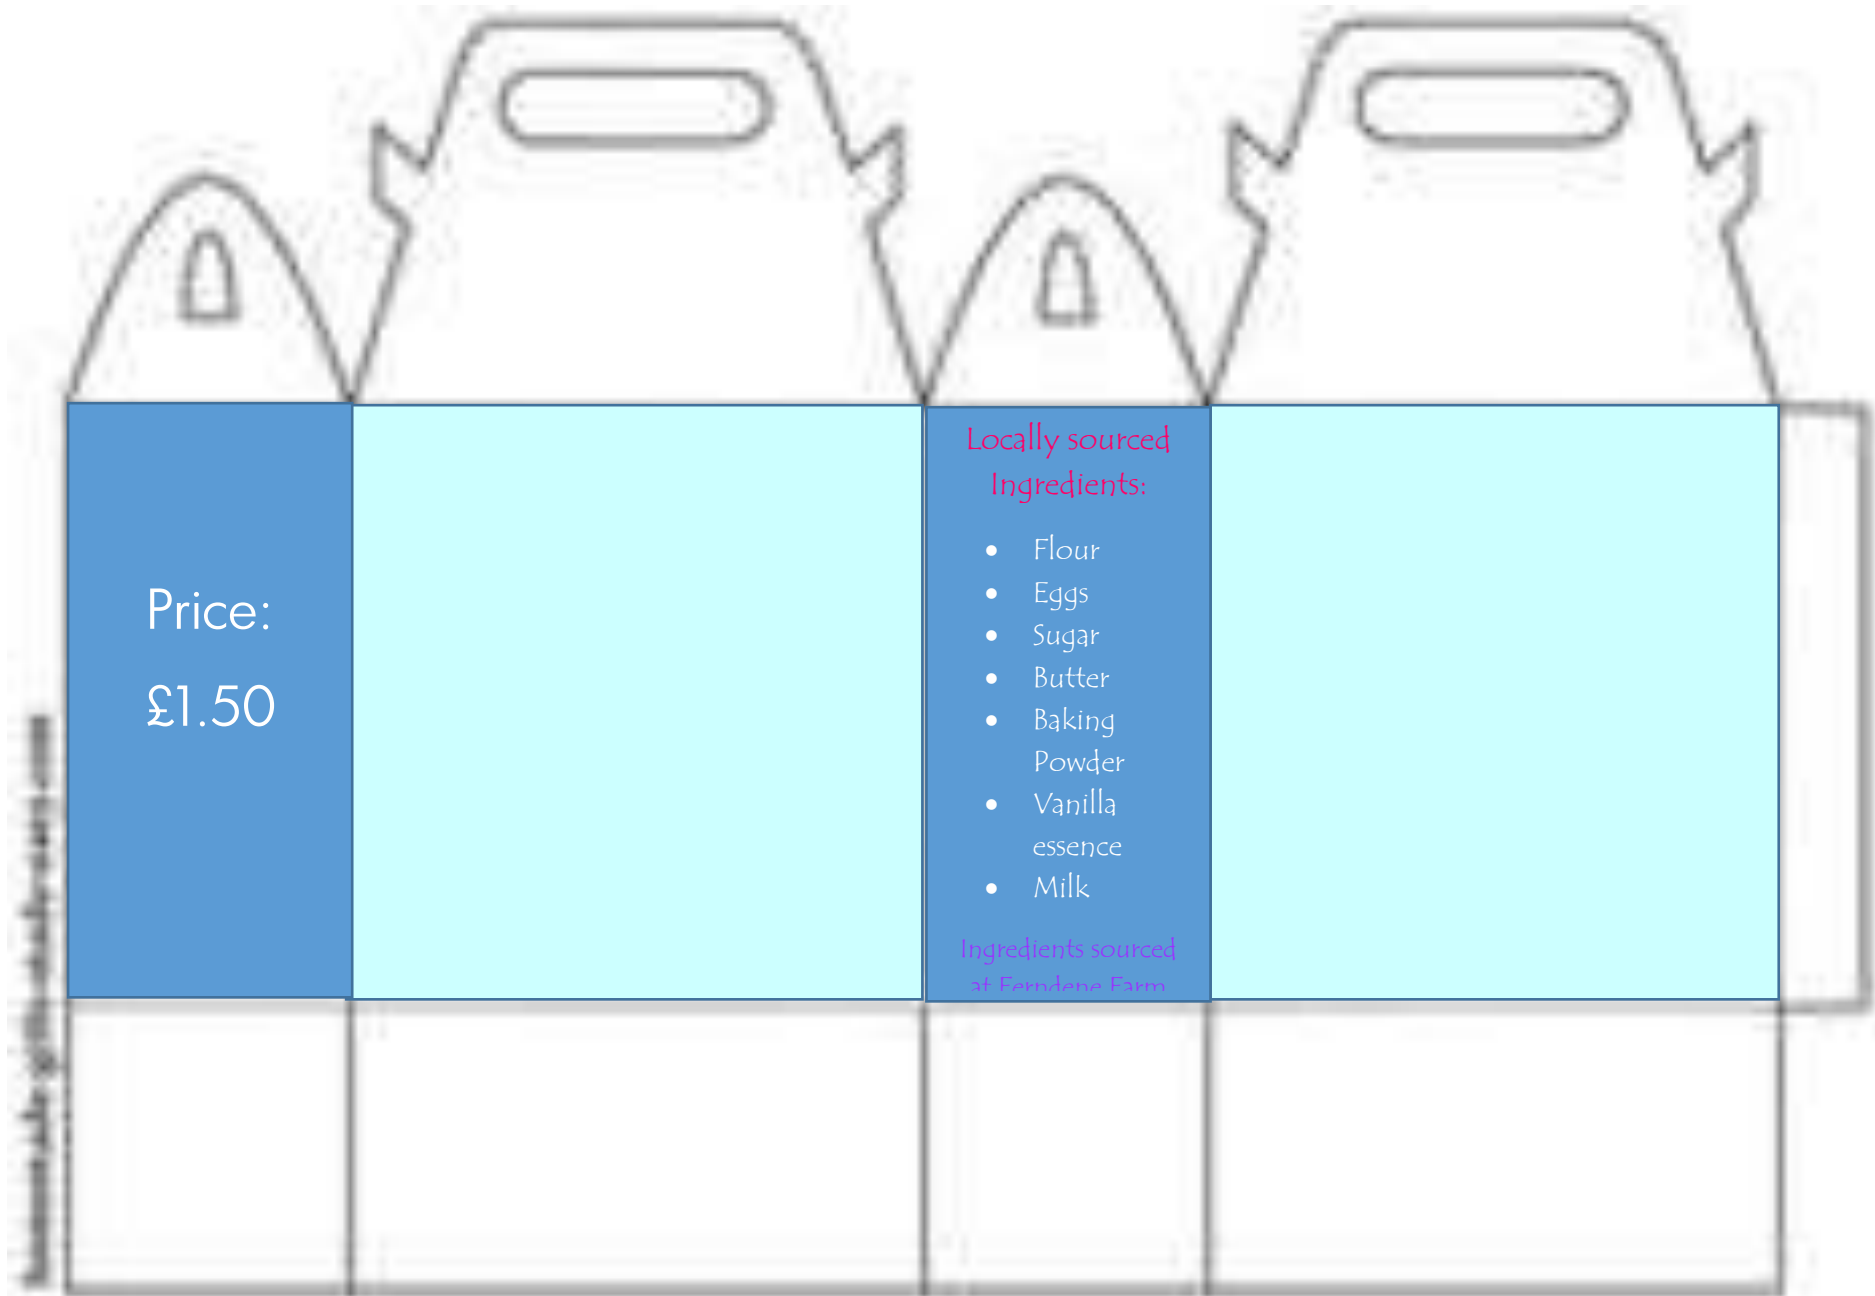 Price:
£1.50
Locally sourced
Ingredients:
• Flour
• Eggs
• Sugar
• Butter
• Baking
Powder
• Vanilla
essence
• Milk
Ingredients sourced
at Ferndene Farm